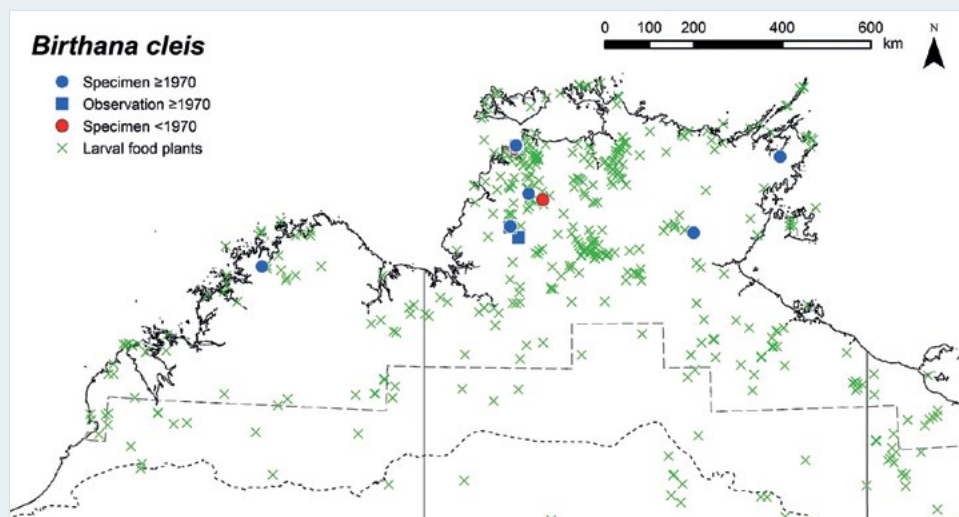 Birthana cleis
Specimen ≥1970
Observation ≥1970
Specimen <1970
Larval food plants
0 100 200 400 600
km
N